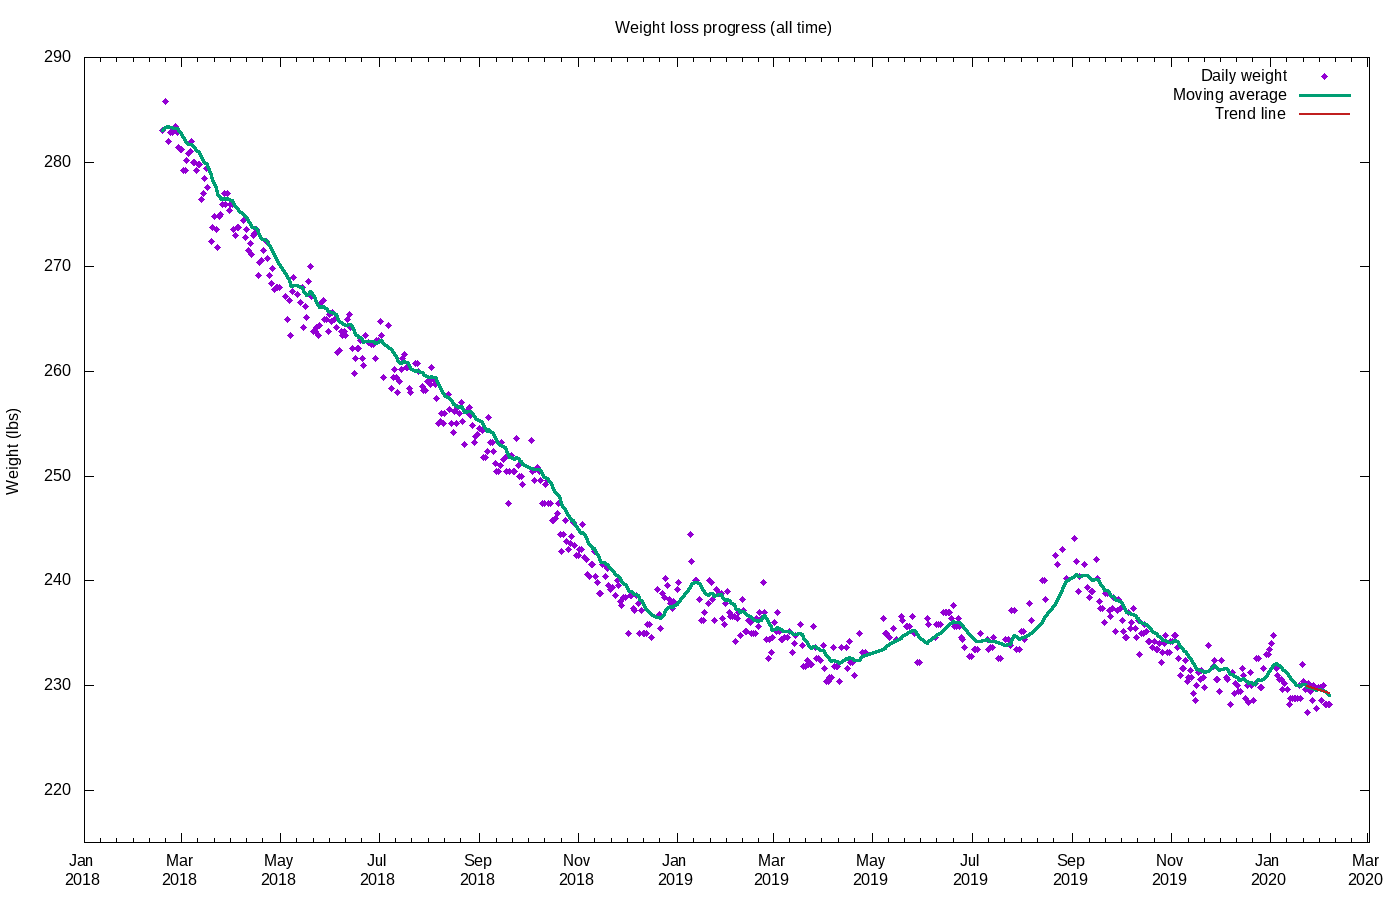 Weight loss progress (all time)
Daily weight
Moving average
Trend line
Weight (lbs)
290
280
270
260
250
240
230
220
Jan Mar May Jul Sep Nov Jan Mar May Jul Sep Nov Jan Mar
2018 2018 2018 2018 2018 2018 2019 2019 2019 2019 2019 2019 2020 2020